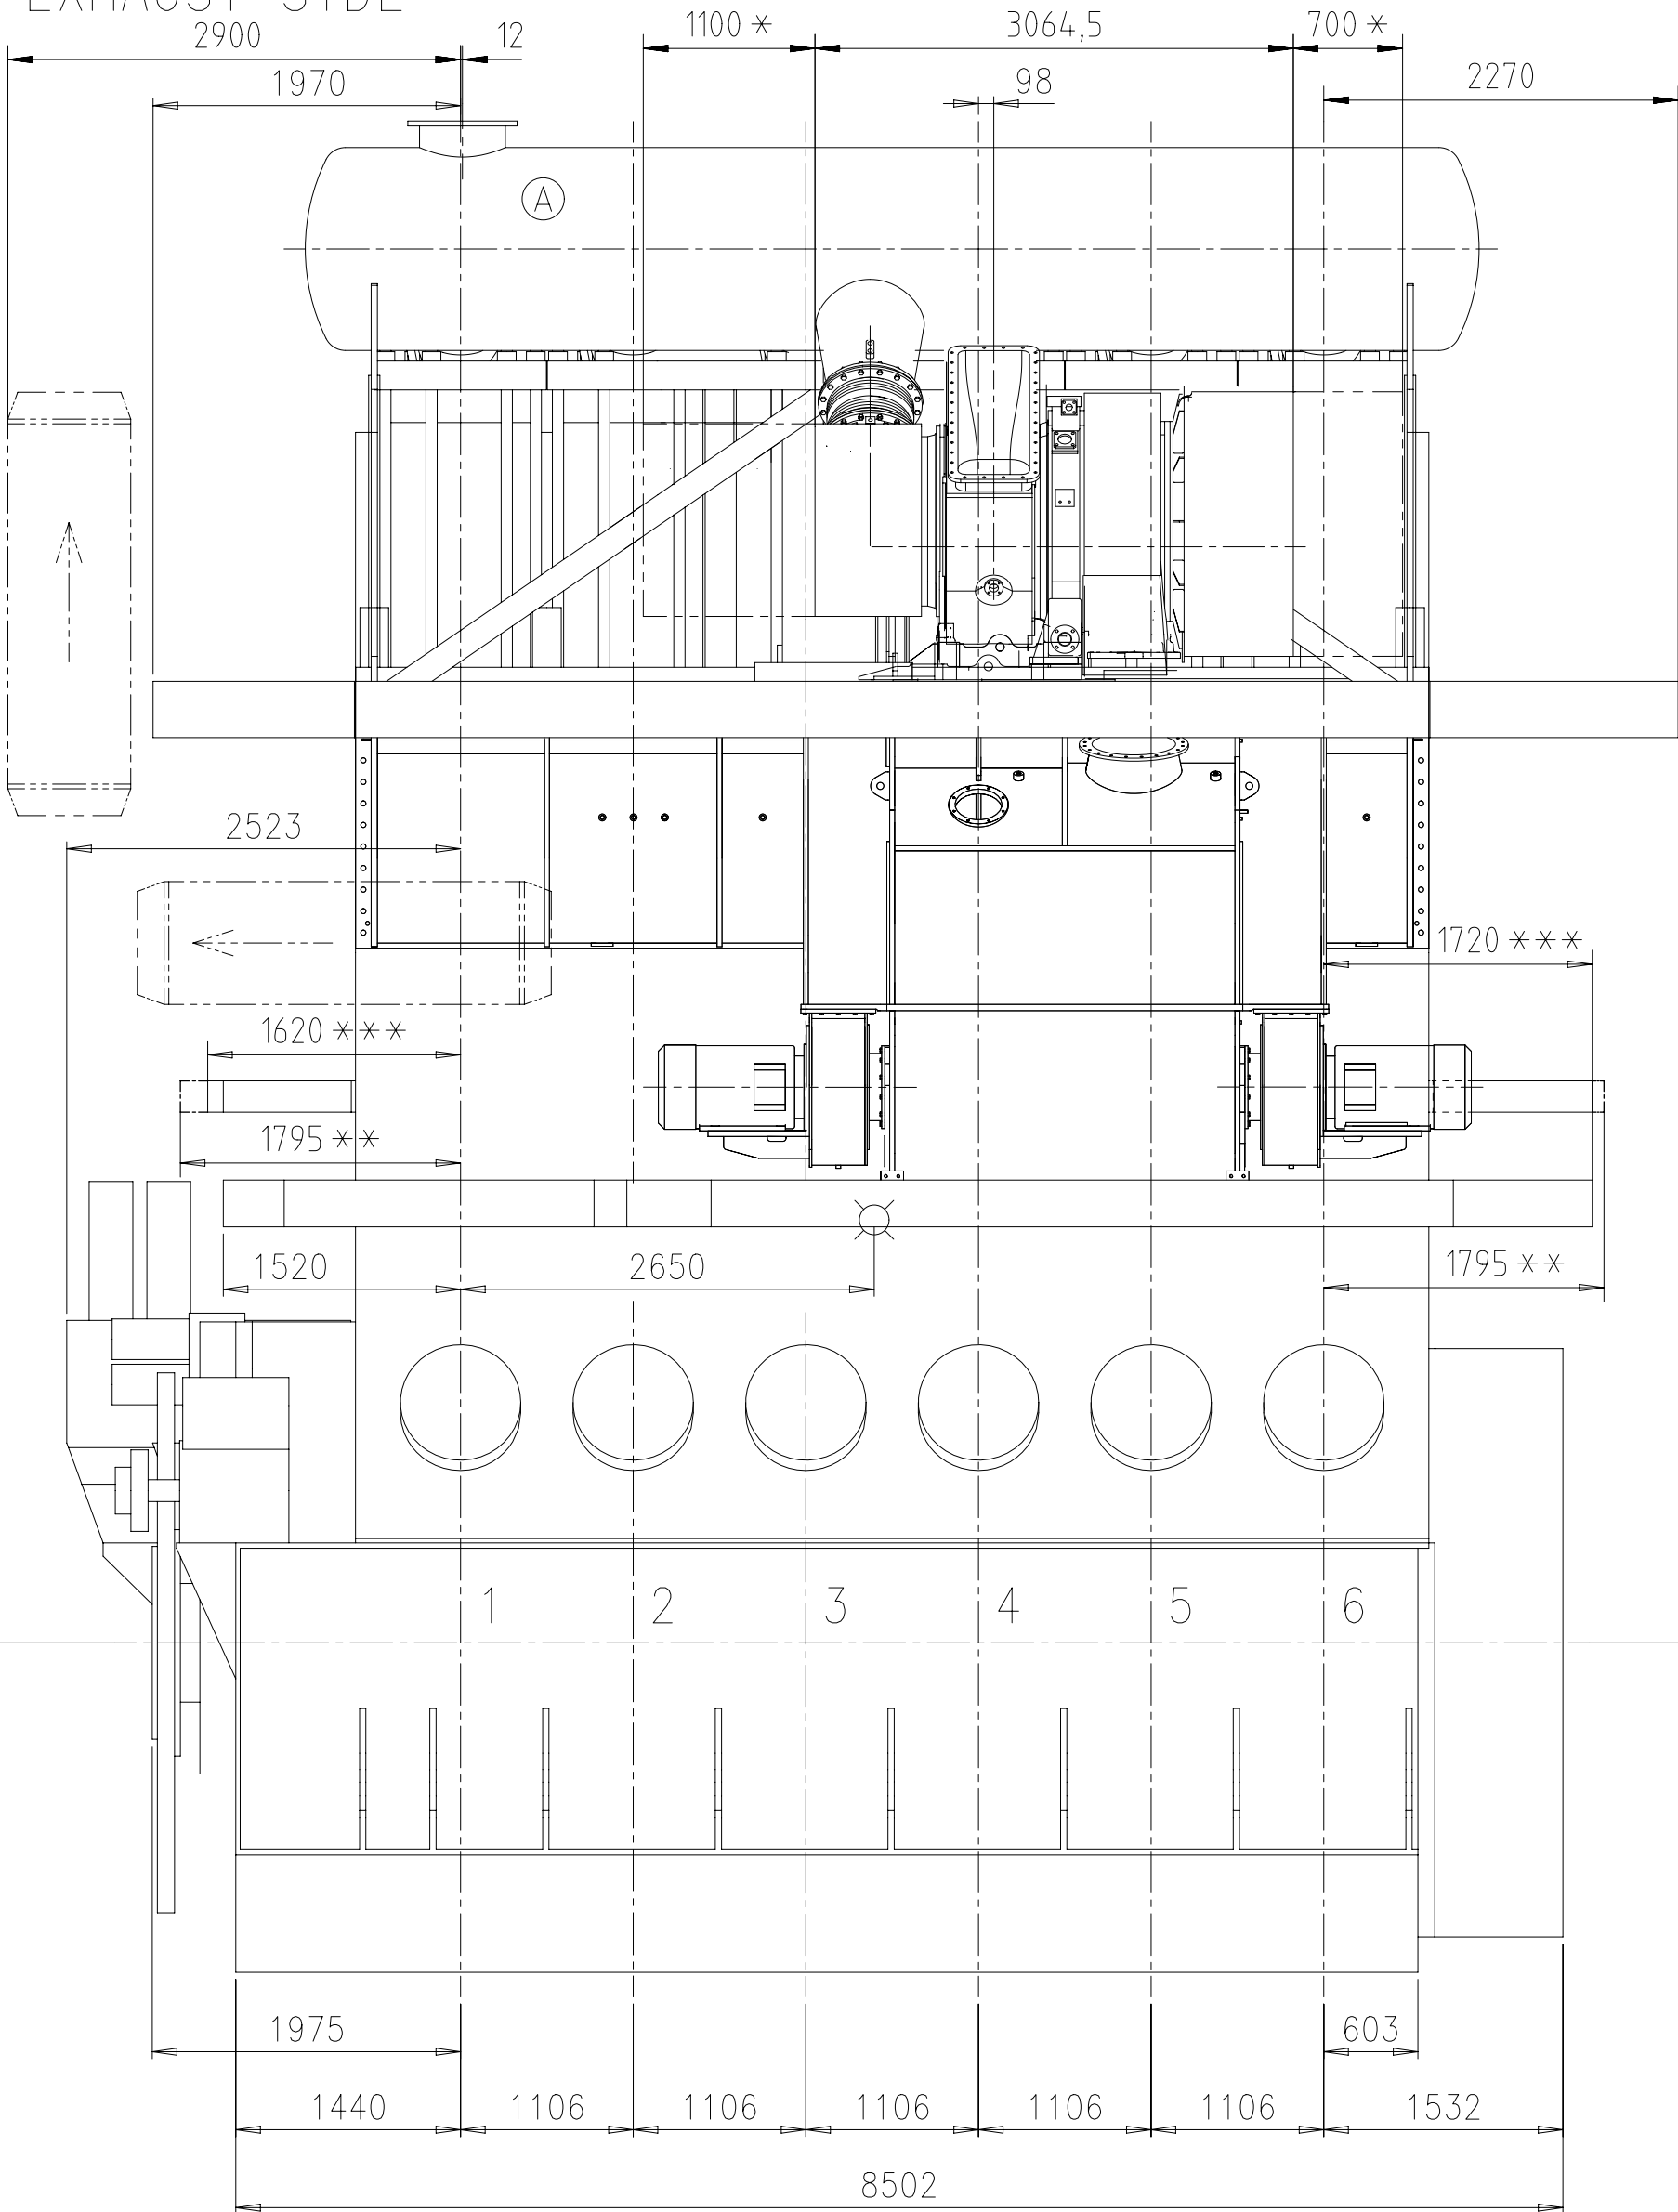 EXHAUST SIDE
2900 12 1100 * 3064,5 700 *
1970 98 2270
A
2523
1720 ***
1620 ***
1795 **
1520 2650 1795 **
1 2 3 4 5 6
1975 603
1440 1106 1106 1106 1106 1106 1532
8502